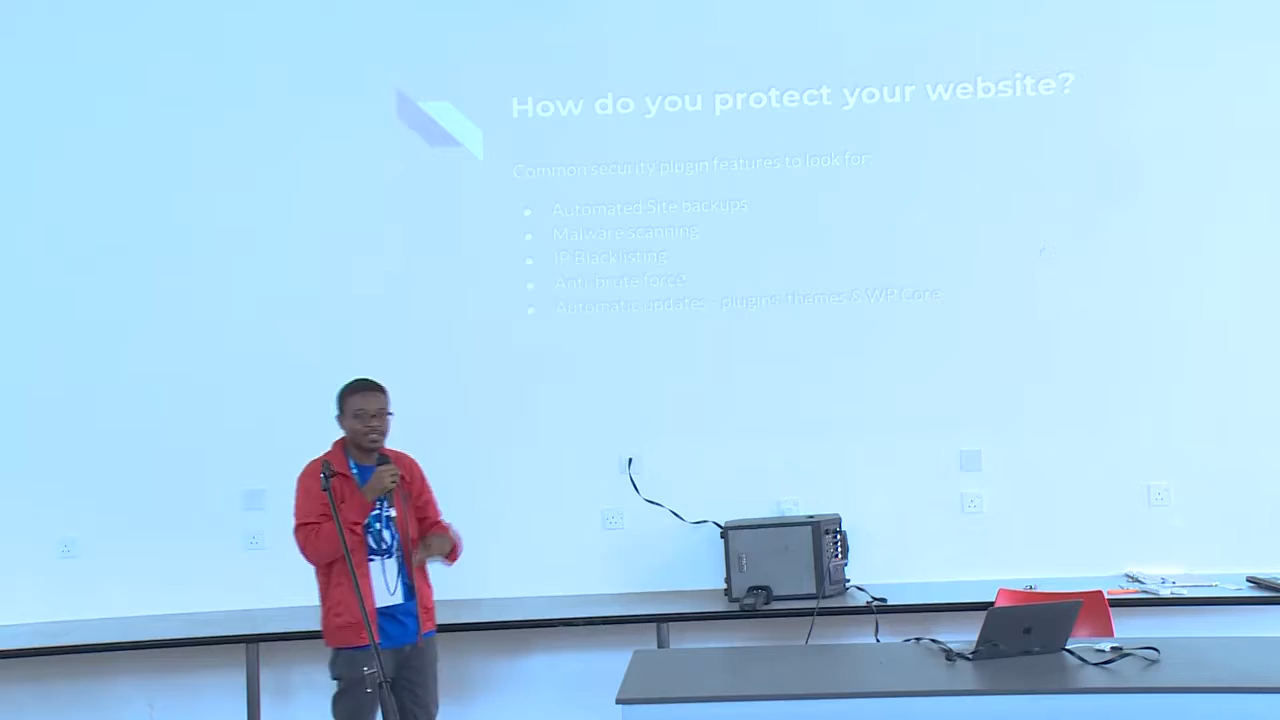 How do you protect your website?
Common security plugin features to look for:
Automated Site backups
Malware scanning
IP Blacklisting
Anti-brute force
Automatic updates - plugins, themes & WP Core